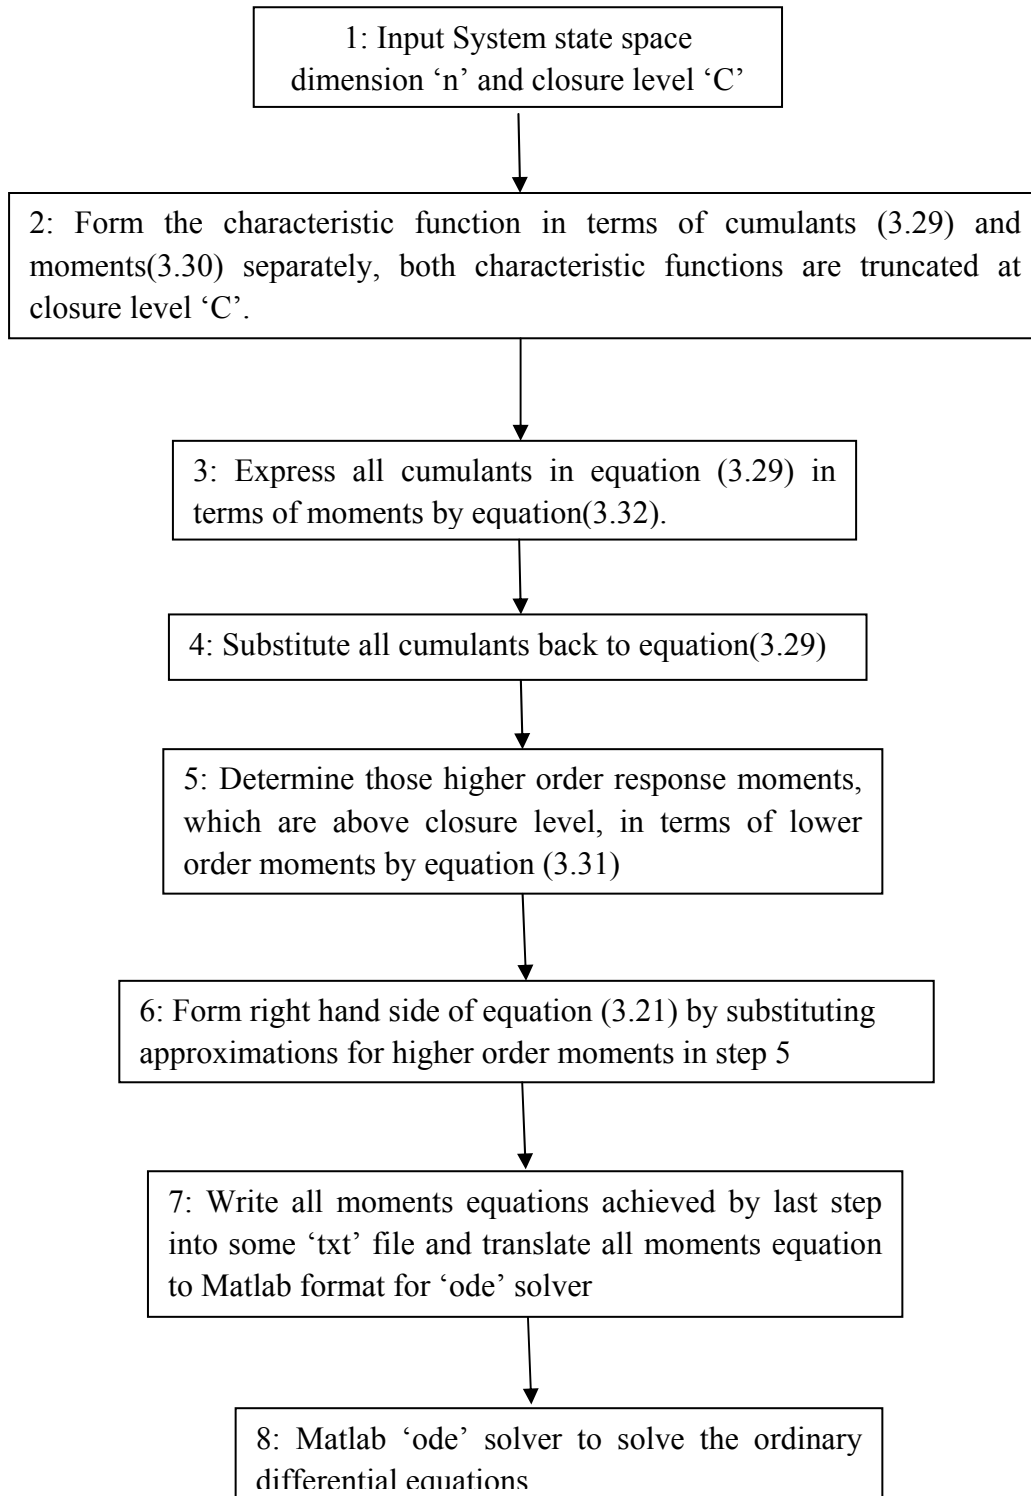 1: Input System state space
dimension ‘n’ and closure level ‘C’
2: Form the characteristic function in terms of cumulants (3.29) and
moments(3.30) separately, both characteristic functions are truncated at
closure level ‘C’.
3: Express all cumulants in equation (3.29) in
terms of moments by equation(3.32).
4: Substitute all cumulants back to equation(3.29)
5: Determine those higher order response moments,
which are above closure level, in terms of lower
order moments by equation (3.31)
6: Form right hand side of equation (3.21) by substituting
approximations for higher order moments in step 5
7: Write all moments equations achieved by last step
into some ‘txt’ file and translate all moments equation
to Matlab format for ‘ode’ solver
8: Matlab ‘ode’ solver to solve the ordinary
differential equations